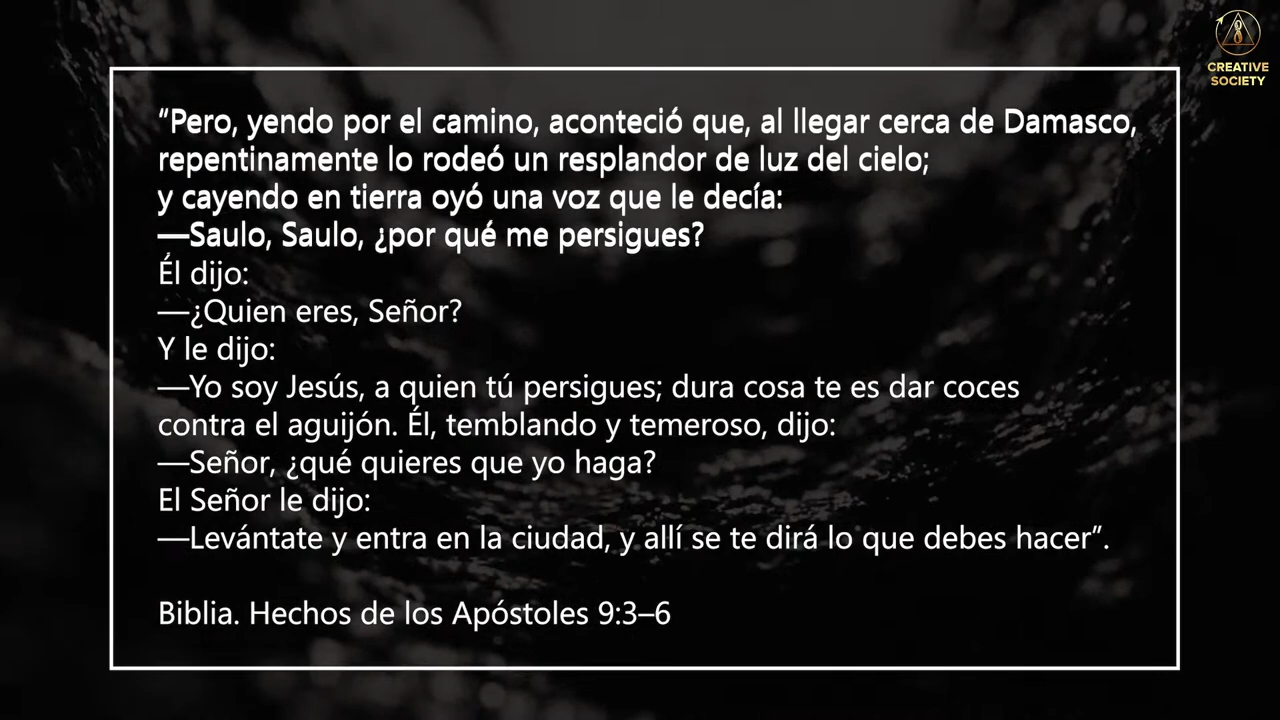 CREATIVE
SOCIETY
“Pero, yendo por el camino, aconteció que, al llegar cerca de Damasco,
repentinamente lo rodeó un resplandor de luz del cielo;
y cayendo en tierra oyó una voz que le decía:
—Saulo, Saulo, ¿por qué me persigues?
Él dijo:
—¿Quien eres, Señor?
Y le dijo:
—Yo soy Jesús, a quien tú persigues; dura cosa te es dar coces
contra el aguijón. Él, temblando y temeroso, dijo:
—Señor, ¿qué quieres que yo haga?
El Señor le dijo:
—Levántate y entra en la ciudad, y allí se te dirá lo que debes hacer”.
Biblia. Hechos de los Apóstoles 9:3–6